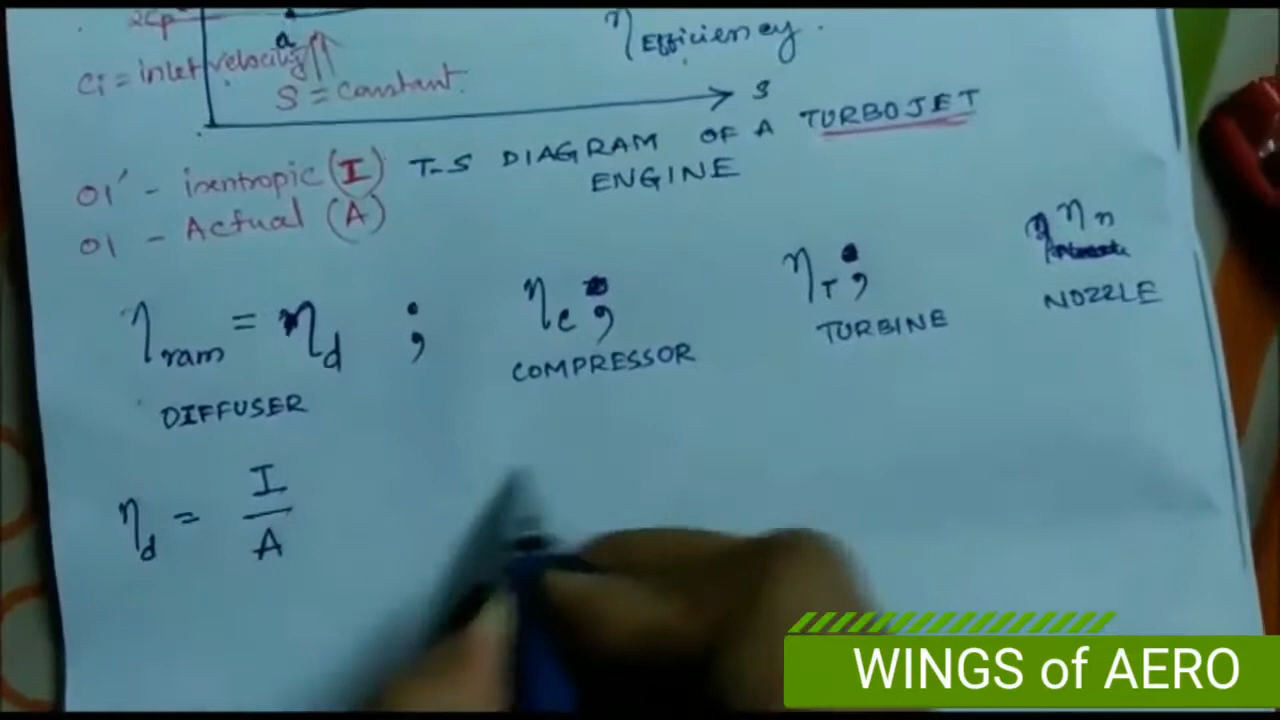 2Cp
a
η Efficiency.
Ci = inlet velocity
S = constant.
S
01' - isentropic (I)
T-S DIAGRAM OF A TURBOJET
ENGINE
01 - Actual (A)
ηram = ηd ;
ηc ;
ηT ;
ηn
DIFFUSER
COMPRESSOR
TURBINE
NOZZLE
ηd = I
A
WINGS of AERO